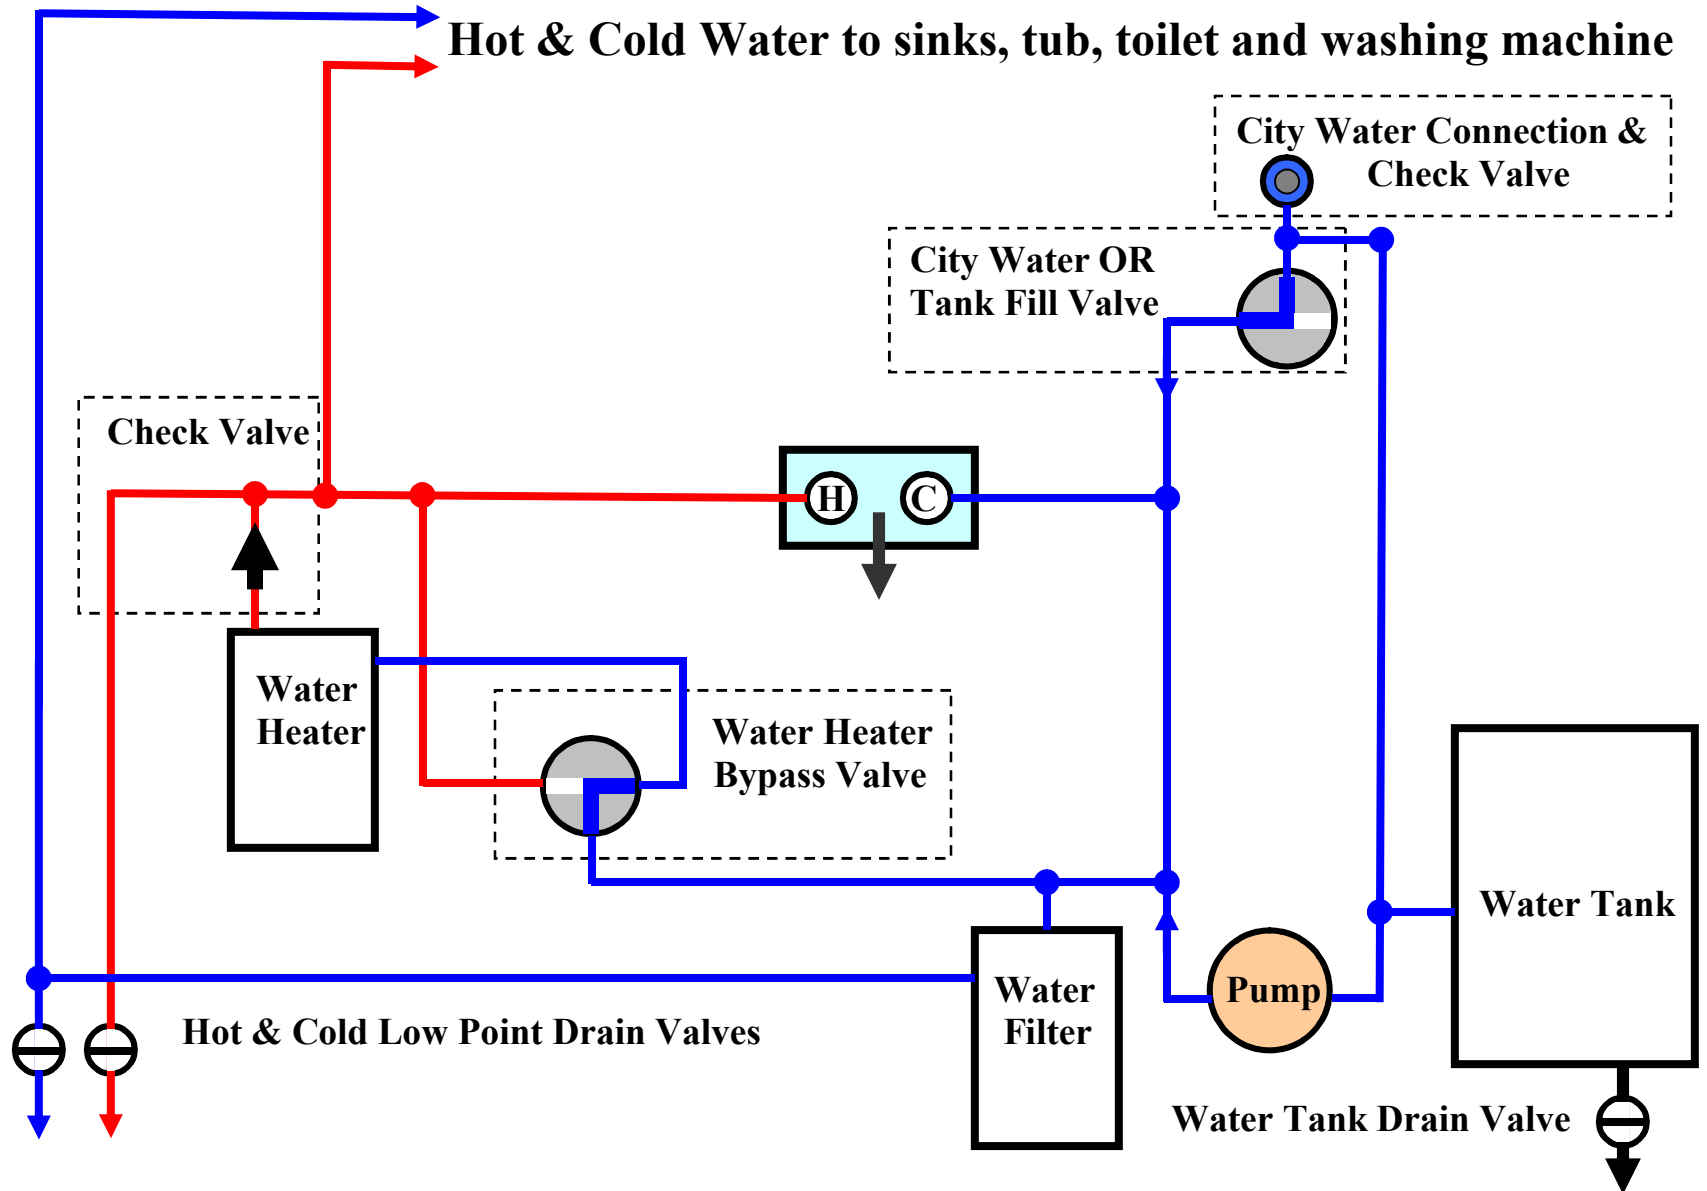 Hot & Cold Water to sinks, tub, toilet and washing machine
City Water Connection &
Check Valve
City Water OR
Tank Fill Valve
Check Valve
H
C
Water
Heater
Water Heater
Bypass Valve
Water Tank
Water
Filter
Pump
Hot & Cold Low Point Drain Valves
Water Tank Drain Valve